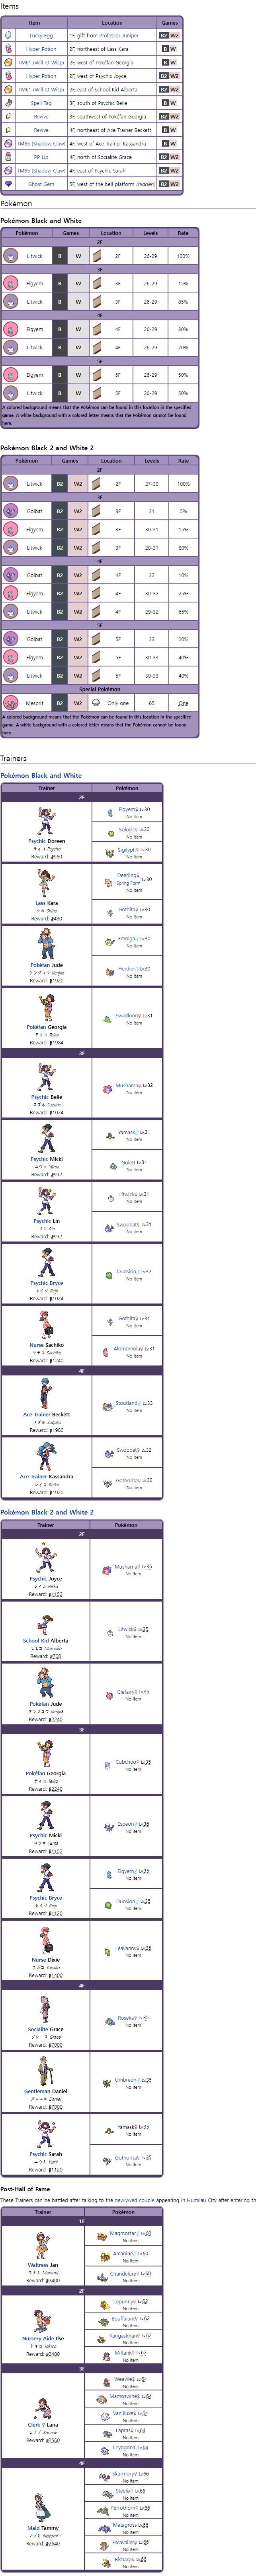 Items
Item Location Games
Lucky Egg 1F, gift from Professor Juniper B2 W2
Hyper Potion 2F, northeast of Lass Kara B W
TM61 (Will-O-Wisp) 2F, west of Pokéfan Georgia B W
Hyper Potion 2F, west of Psychic Joyce B2 W2
TM61 (Will-O-Wisp) 2F, east of School Kid Alberta B2 W2
Spell Tag 3F, south of Psychic Belle B W
Revive 3F, southwest of Pokéfan Georgia B2 W2
Revive 4F, northeast of Ace Trainer Beckett B W
TM65 (Shadow Claw) 4F, west of Ace Trainer Kassandra B W
PP Up 4F, north of Socialite Grace B2 W2
TM65 (Shadow Claw) 4F, east of Psychic Sarah B2 W2
Ghost Gem 5F, west of the bell platform (hidden) B2 W2
Pokémon
Pokémon Black and White
Pokémon Games Location Levels Rate
2F
Litwick B W 2F 26-29 100%
3F
Elgyem B W 3F 26-29 15%
Litwick B W 3F 26-29 85%
4F
Elgyem B W 4F 26-29 30%
Litwick B W 4F 26-29 70%
5F
Elgyem B W 5F 26-29 50%
Litwick B W 5F 26-29 50%
A colored background means that the Pokémon can be found in this location in the specified
game. A white background with a colored letter means that the Pokémon cannot be found
here.
Pokémon Black 2 and White 2
Pokémon Games Location Levels Rate
2F
Litwick B2 W2 2F 27-30 100%
3F
Golbat B2 W2 3F 31 5%
Elgyem B2 W2 3F 30-31 15%
Litwick B2 W2 3F 28-31 80%
4F
Golbat B2 W2 4F 32 10%
Elgyem B2 W2 4F 30-32 25%
Litwick B2 W2 4F 29-32 65%
5F
Golbat B2 W2 5F 33 20%
Elgyem B2 W2 5F 30-33 40%
Litwick B2 W2 5F 30-33 40%
Special Pokémon
Mesprit B2 W2 Only one 65 One
A colored background means that the Pokémon can be found in this location in the specified
game. A white background with a colored letter means that the Pokémon cannot be found
here.
Trainers
Pokémon Black and White
Trainer Pokémon
2F
Psychic Doreen
Reward: 960
Elgyem♀ Lv.30
No item
Solosis Lv.30
No item
Sigilyph Lv.30
No item
Lass Kara
Reward: 480
Deerling♀
Spring Form Lv.30
No item
Gothita♀ Lv.30
No item
Pokéfan Jude
Reward: 1920
Emolga♂ Lv.30
No item
Herdier Lv.30
No item
Pokéfan Georgia
Reward: 1984
Swadloon♀ Lv.31
No item
3F
Psychic Belle
Reward: 1024
Musharna♀ Lv.32
No item
Psychic Micki
Reward: 992
Yamask♂ Lv.31
No item
Golett Lv.31
No item
Psychic Lin
Reward: 992
Litwick♀ Lv.31
No item
Swoobat♀ Lv.31
No item
Psychic Bryce
Reward: 1024
Duosion♂ Lv.32
No item
Nurse Sachiko
サチコ Sachiko
Reward: 1240
Gothita♀ Lv.31
No item
Alomomola♀ Lv.31
No item
4F
Ace Trainer Beckett
Reward: 1980
Stoutland♂ Lv.33
No item
Ace Trainer Kassandra
Reward: 1920
Swoobat♀ Lv.32
No item
Gothorita♀ Lv.32
No item
Pokémon Black 2 and White 2
Trainer Pokémon
2F
Psychic Joyce
Reward: 1152
Musharna♀ Lv.36
No item
School Kid Alberta
モモコ Momoko
Reward: 700
Litwick♀ Lv.35
No item
Pokéfan Jude
Reward: 2240
Clefairy♀ Lv.35
No item
3F
Pokéfan Georgia
Reward: 2240
Cubchoo♀ Lv.35
No item
Psychic Micki
Reward: 1152
Espeon♂ Lv.36
No item
Psychic Bryce
Reward: 1120
Elgyem♂ Lv.35
No item
Duosion♂ Lv.35
No item
Nurse Dixie
Reward: 1400
Leavanny♀ Lv.35
No item
4F
Socialite Grace
グレース Grace
Reward: 7000
Roselia♀ Lv.35
No item
Gentleman Daniel
ダニエル Daniel
Reward: 7000
Umbreon♂ Lv.35
No item
Psychic Sarah
Reward: 1120
Yamask♀ Lv.35
No item
Gothorita♀ Lv.35
No item
Post-Hall of Fame
These Trainers can be battled after talking to the newlywed couple appearing in Humilau City after entering th
Trainer Pokémon
1F
Waitress Jan
Reward: 2400
Magmortar♂ Lv.60
No item
Arcanine♂ Lv.60
No item
Chandelure♀ Lv.60
No item
2F
Nursery Aide Ilse
Reward: 2480
Lopunny♀ Lv.62
No item
Bouffalant♀ Lv.62
No item
Kangaskhan♀ Lv.62
No item
Miltank♀ Lv.62
No item
3F
Clerk ♀ Lana
Reward: 2560
Weavile♀ Lv.64
No item
Mamoswine♀ Lv.64
No item
Vanilluxe♀ Lv.64
No item
Lapras♀ Lv.64
No item
Cryogonal Lv.64
No item
4F
Maid Tammy
ノゾミ Nozomi
Reward: 2640
Skarmory♀ Lv.66
No item
Steelix♀ Lv.66
No item
Ferrothorn♀ Lv.66
No item
Metagross Lv.66
No item
Escavalier♀ Lv.66
No item
Bisharp♀ Lv.66
No item